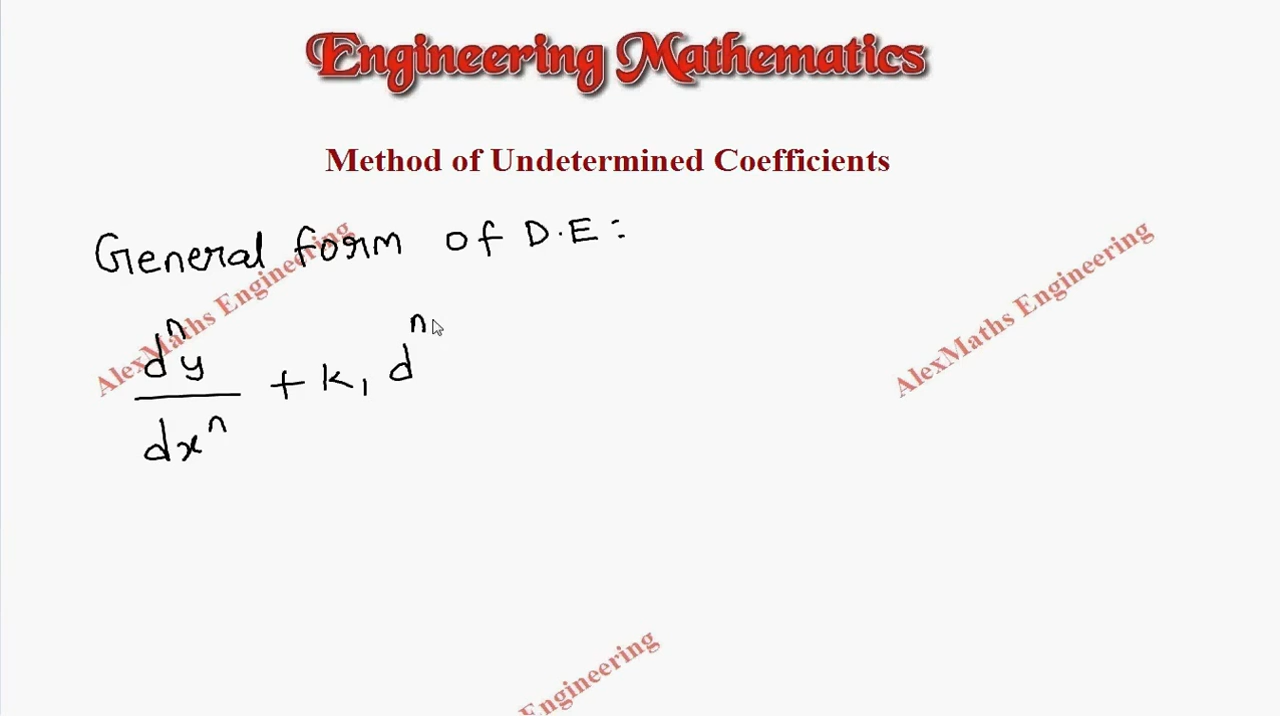 Engineering Mathematics
Method of Undetermined Coefficients
General form of D.E:
dⁿy/dxⁿ + k₁ dⁿ
AlexMaths Engineering
AlexMaths Engineering
Engineering